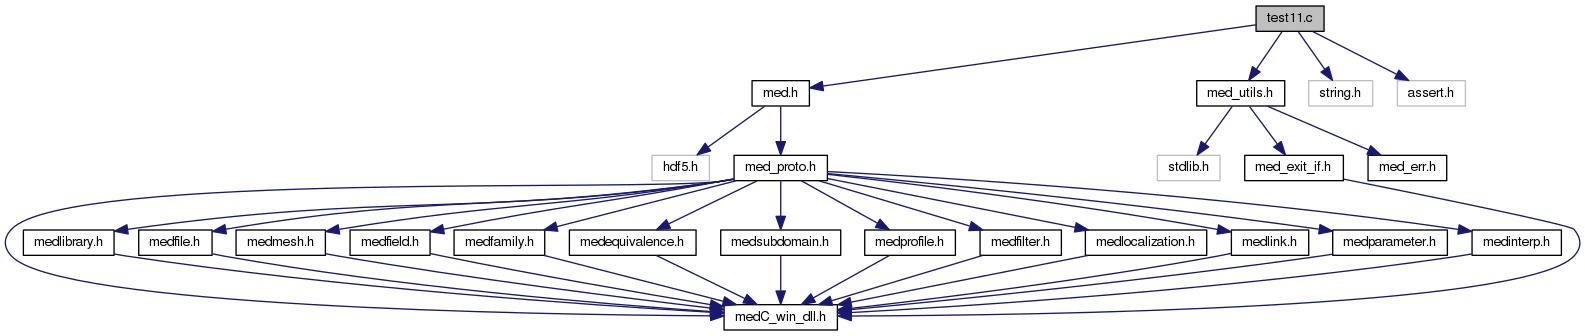 test11.c
med.h
med_utils.h
string.h
assert.h
hdf5.h
med_proto.h
stdlib.h
med_exit_if.h
med_err.h
medlibrary.h
medfile.h
medmesh.h
medfield.h
medfamily.h
medequivalence.h
medsubdomain.h
medprofile.h
medfilter.h
medlocalization.h
medlink.h
medparameter.h
medinterp.h
medC_win_dll.h